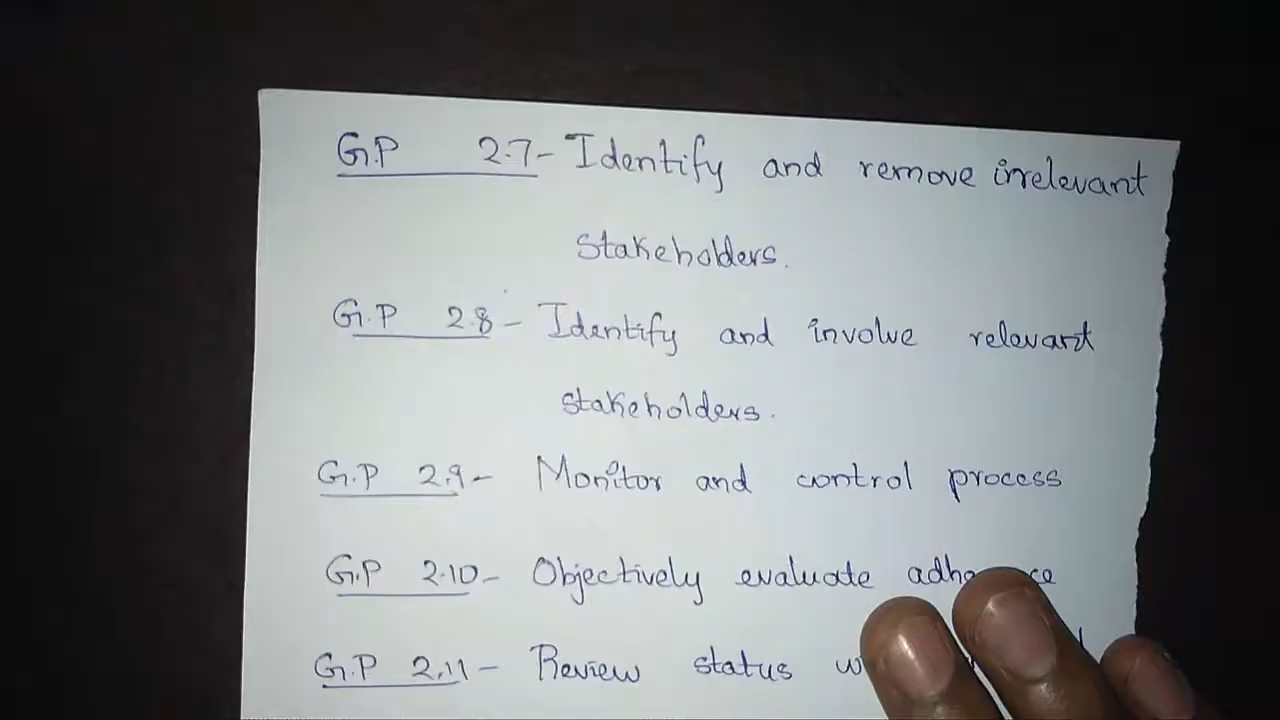 G.P 2.7- Identify and remove irrelevant
stakeholders.
G.P 2.8- Identify and involve relevant
stakeholders.
G.P 2.9- Monitor and control process
G.P 2.10- Objectively evaluate
G.P 2.11- Review status